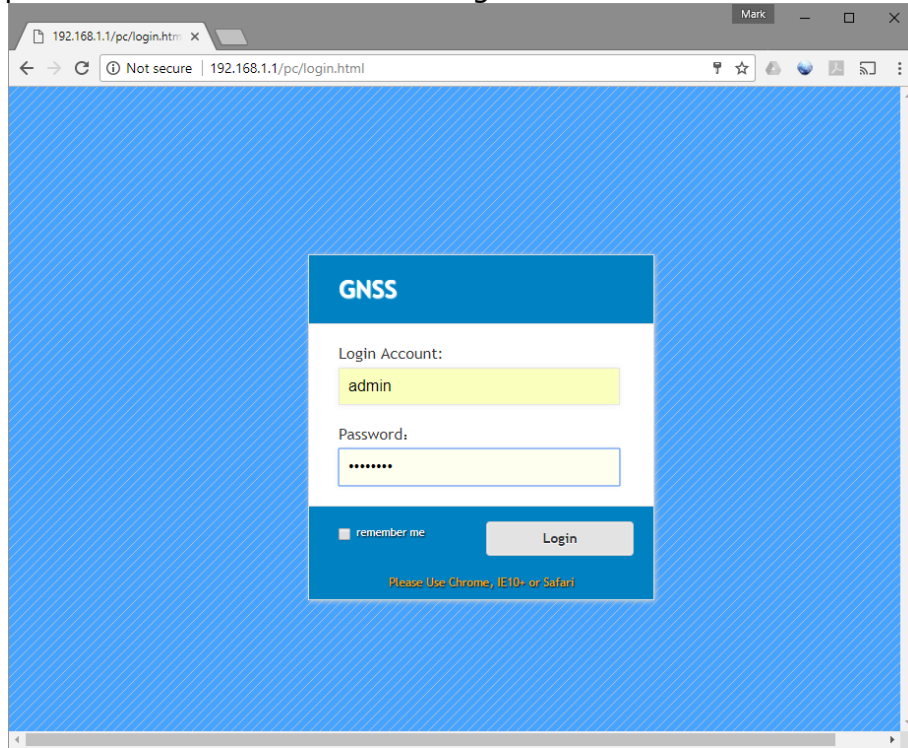 Mark
192.168.1.1/pc/login.htm
Not secure | 192.168.1.1/pc/login.html
GNSS
Login Account:
admin
Password:
••••••••
remember me
Login
Please Use Chrome, IE10+ or Safari